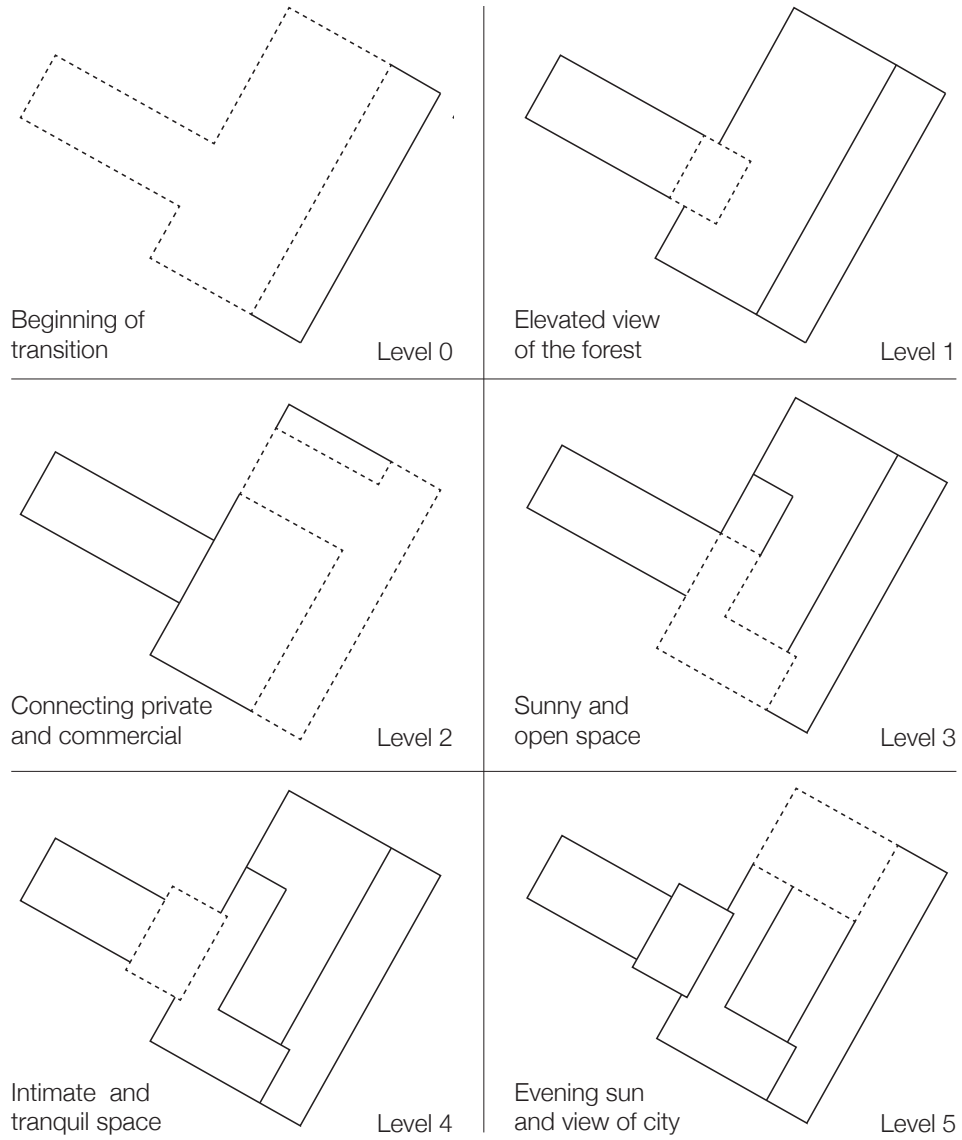 Beginning of
transition
Level 0
Elevated view
of the forest
Level 1
Connecting private
and commercial
Level 2
Sunny and
open space
Level 3
Intimate and
tranquil space
Level 4
Evening sun
and view of city
Level 5